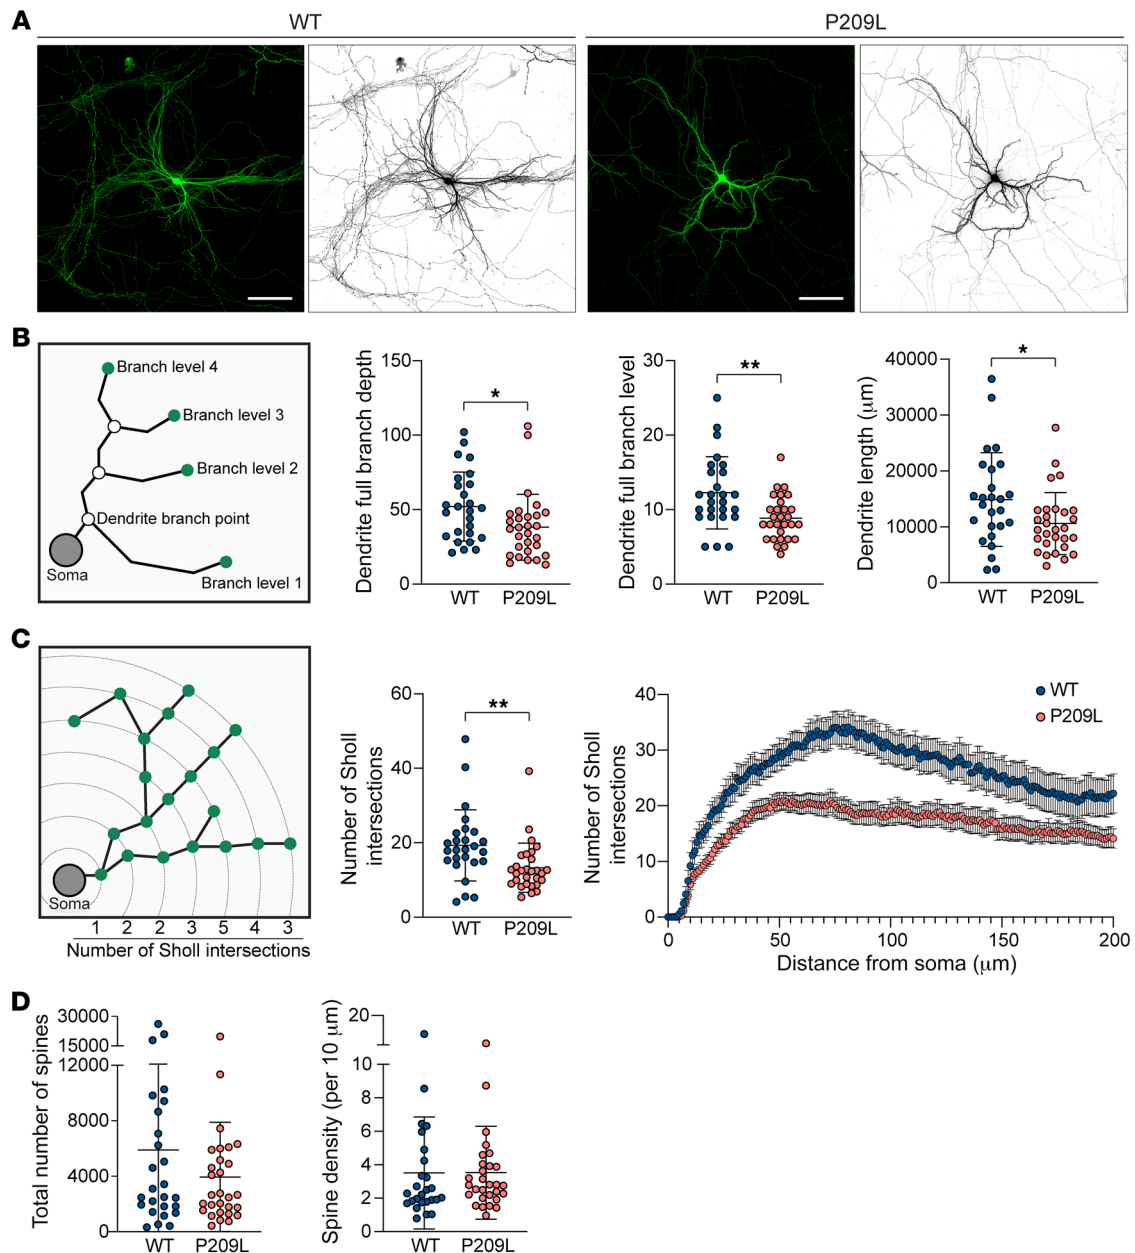 A
WT
P209L
B
Branch level 4
Branch level 3
Branch level 2
Dendrite branch point
Soma
Branch level 1
Dendrite full branch depth
150
100
50
0
*
WT
P209L
Dendrite full branch level
30
20
10
0
**
WT
P209L
Dendrite length (μm)
40000
30000
20000
10000
0
*
WT
P209L
C
Soma
1 2 2 3 5 4 3
Number of Sholl intersections
Number of Sholl
intersections
60
40
20
0
**
WT
P209L
Number of Sholl
intersections
40
30
20
10
0
WT
P209L
0 50 100 150 200
Distance from soma (μm)
D
Total number of spines
30000
15000
12000
8000
4000
0
WT
P209L
Spine density (per 10 μm)
20
10
8
6
4
2
0
WT
P209L